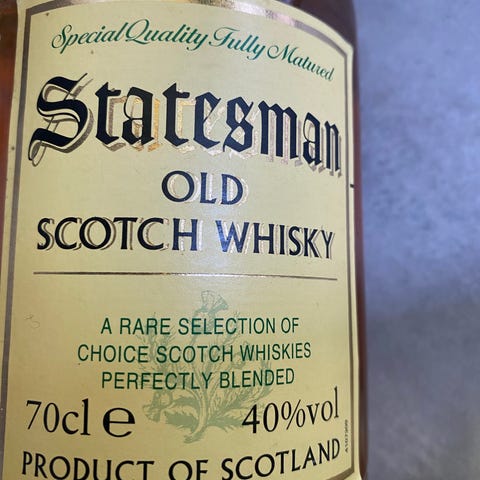 Special Quality Fully Matured
Statesman
OLD
SCOTCH WHISKY
A RARE SELECTION OF
CHOICE SCOTCH WHISKIES
PERFECTLY BLENDED
70cl e 40%vol
PRODUCT OF SCOTLAND